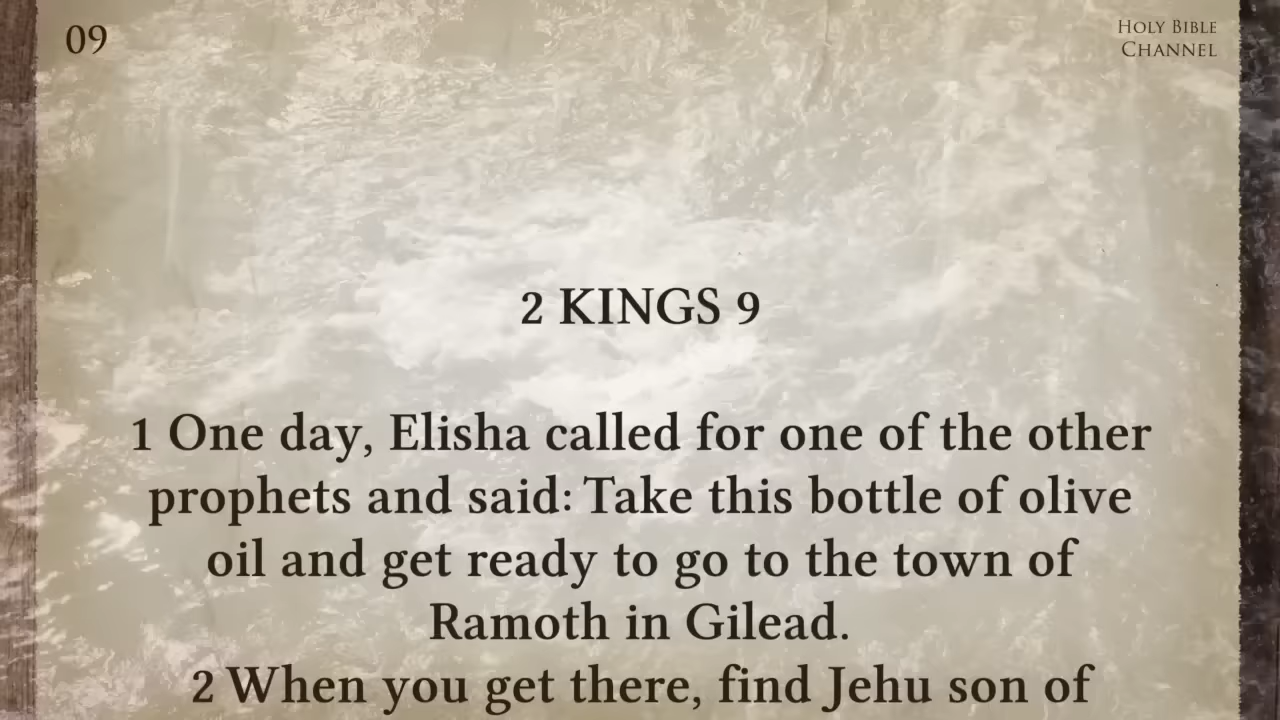 09
Holy Bible
Channel
2 KINGS 9
1 One day, Elisha called for one of the other
prophets and said: Take this bottle of olive
oil and get ready to go to the town of
Ramoth in Gilead.
2 When you get there, find Jehu son of